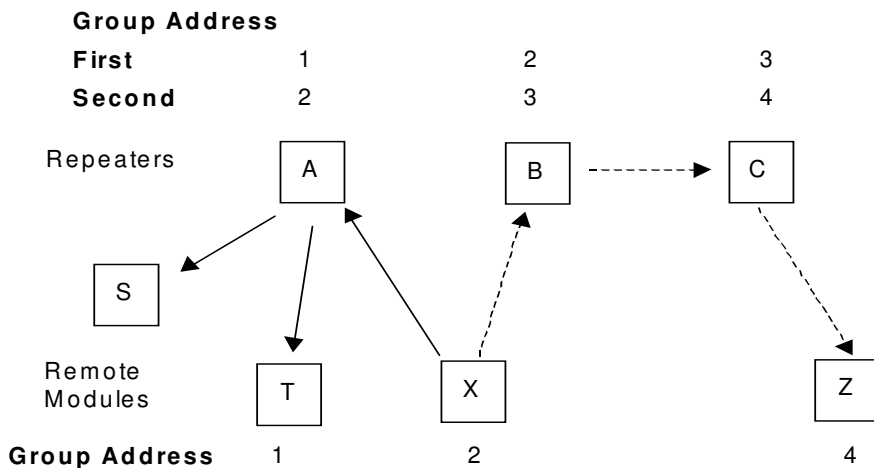 Group Address
First 1 2 3
Second 2 3 4
Repeaters A B C
S
Remote
Modules T X Z
Group Address 1 2 4